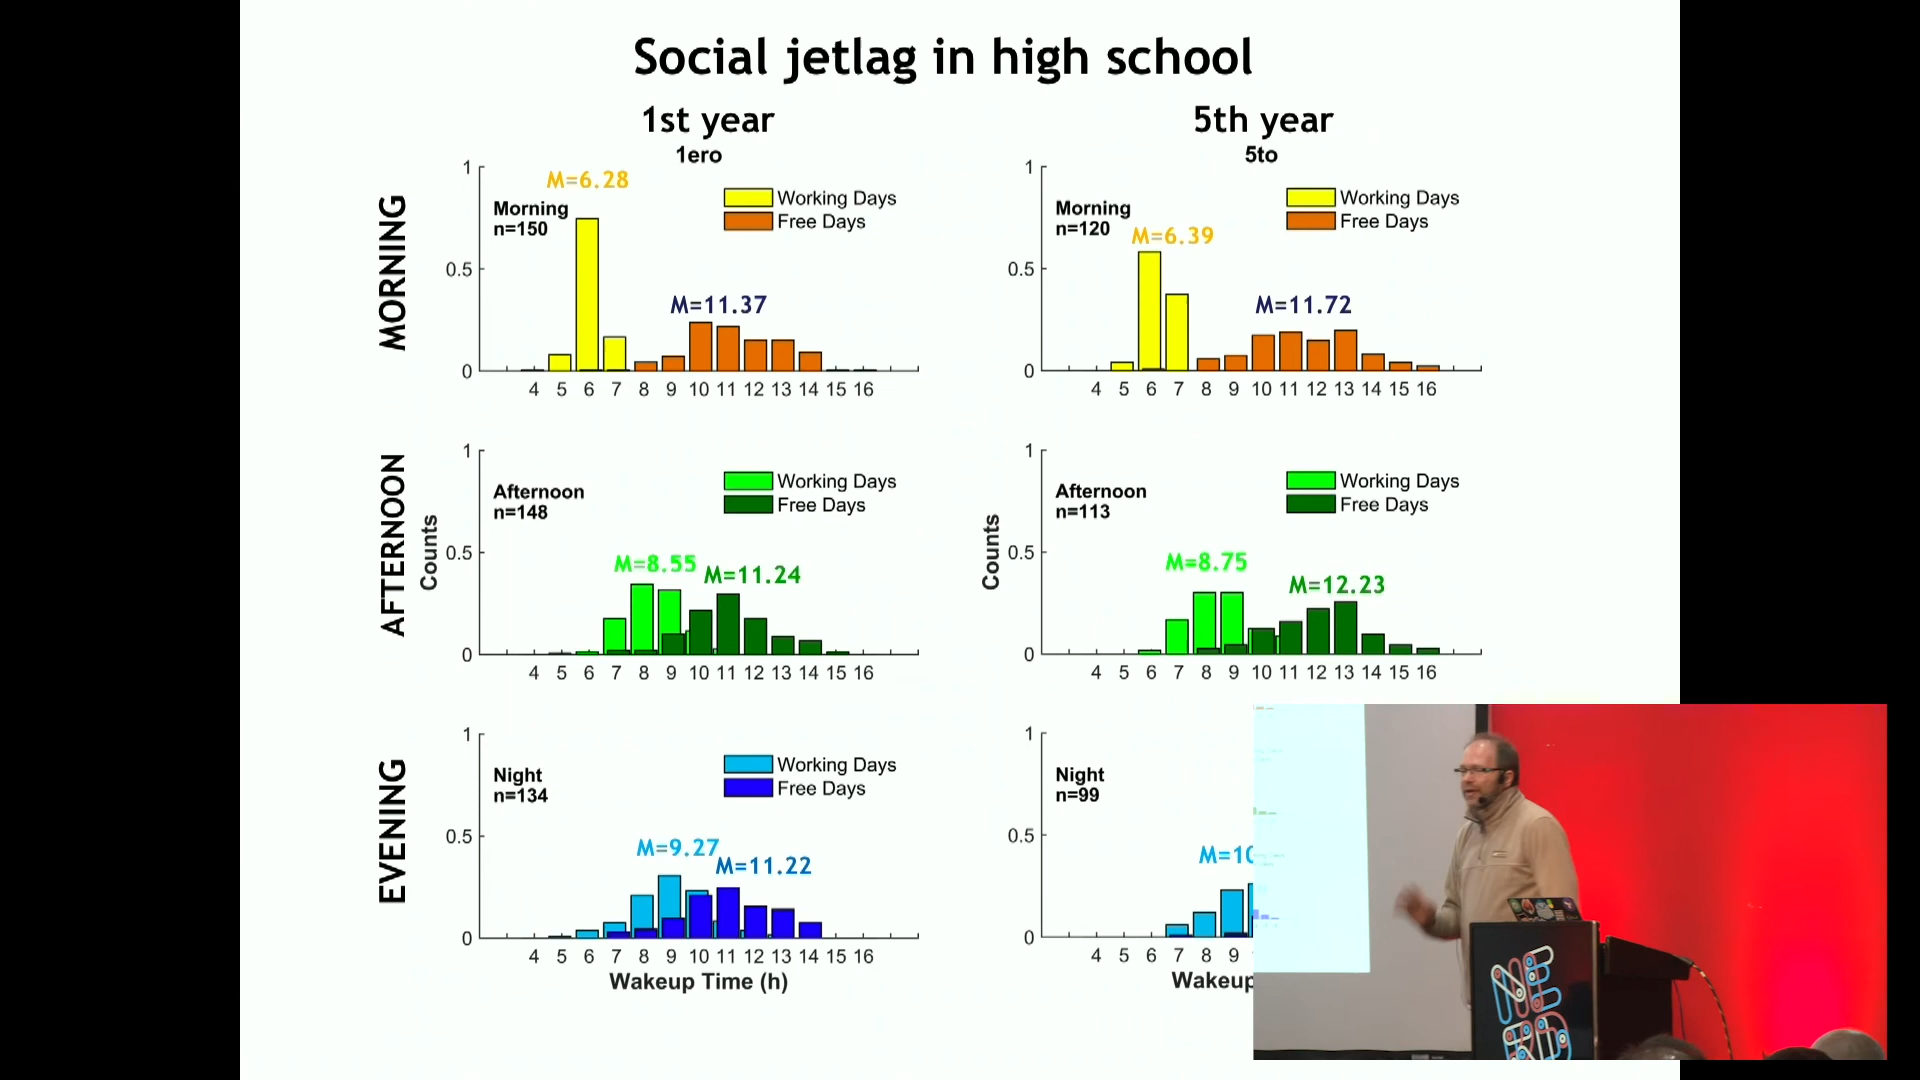 Social jetlag in high school
1st year
5th year
MORNING
1ero
1
0.5
0
M=6.28
Morning
n=150
Working Days
Free Days
M=11.37
4 5 6 7 8 9 10 11 12 13 14 15 16
5to
1
0.5
0
Morning
n=120
M=6.39
Working Days
Free Days
M=11.72
4 5 6 7 8 9 10 11 12 13 14 15 16
AFTERNOON
Counts
1
0.5
0
Afternoon
n=148
Working Days
Free Days
M=8.55
M=11.24
4 5 6 7 8 9 10 11 12 13 14 15 16
Counts
1
0.5
0
Afternoon
n=113
Working Days
Free Days
M=8.75
M=12.23
4 5 6 7 8 9 10 11 12 13 14 15 16
EVENING
1
0.5
0
Night
n=134
Working Days
Free Days
M=9.27
M=11.22
4 5 6 7 8 9 10 11 12 13 14 15 16
Wakeup Time (h)
1
0.5
0
Night
n=99
M=10
4 5 6 7 8 9
Wakeup
NE
RD